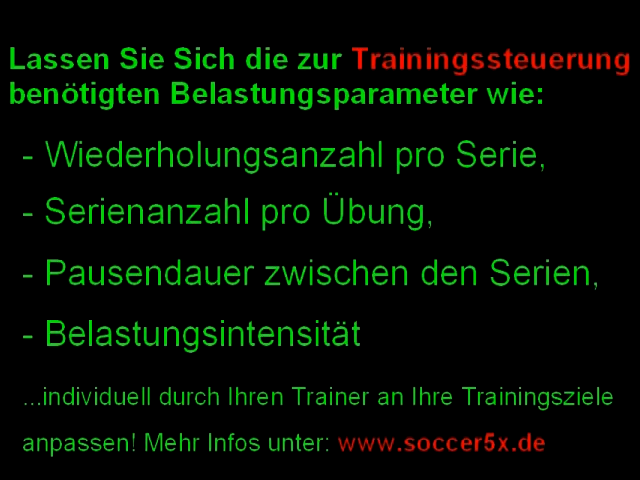 Lassen Sie Sich die zur Trainingssteuerung
benötigten Belastungsparameter wie:
- Wiederholungsanzahl pro Serie,
- Serienanzahl pro Übung,
- Pausendauer zwischen den Serien,
- Belastungsintensität
...individuell durch Ihren Trainer an Ihre Trainingsziele
anpassen! Mehr Infos unter: www.soccer5x.de